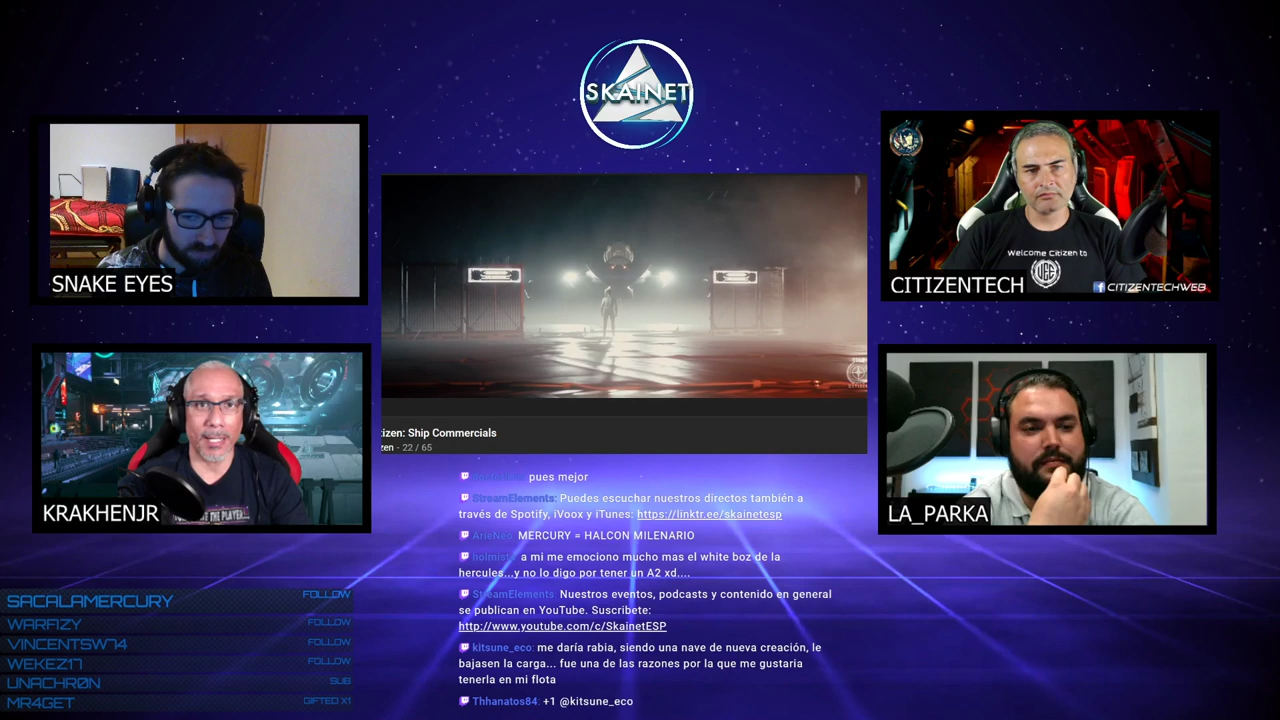 SKAINET
SNAKE EYES
Welcome Citizen to
UEE
CITIZENTECH
CITIZENTECHWEB
KRAKHENJR
LA_PARKA
tizen: Ship Commercials
zen - 22 / 65
pues mejor
StreamElements: Puedes escuchar nuestros directos también a
través de Spotify, iVoox y iTunes: https://linktr.ee/skainetesp
ArieNeo: MERCURY = HALCON MILENARIO
a mi me emociono mucho mas el white boz de la
hercules...y no lo digo por tener un A2 xd....
StreamElements: Nuestros eventos, podcasts y contenido en general
se publican en YouTube. Suscribete:
http://www.youtube.com/c/SkainetESP
kitsune_eco: me daría rabia, siendo una nave de nueva creación, le
bajasen la carga... fue una de las razones por la que me gustaria
tenerla en mi flota
Thhanatos84: +1 @kitsune_eco
SACALAMERCURY FOLLOW
WARF1ZY FOLLOW
VINCENTSW74 FOLLOW
WEKEZ17 FOLLOW
UNACHR0N SUB
MR4GET GIFTED X1